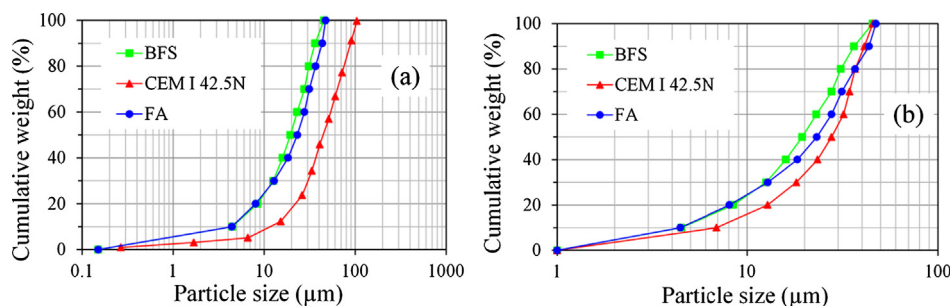 Cumulative weight (%)
100
80
60
40
20
0
BFS
CEM I 42.5N
FA
(a)
0.1
1
10
100
1000
Particle size (μm)
Cumulative weight (%)
100
80
60
40
20
0
BFS
CEM I 42.5N
FA
(b)
1
10
100
Particle size (μm)